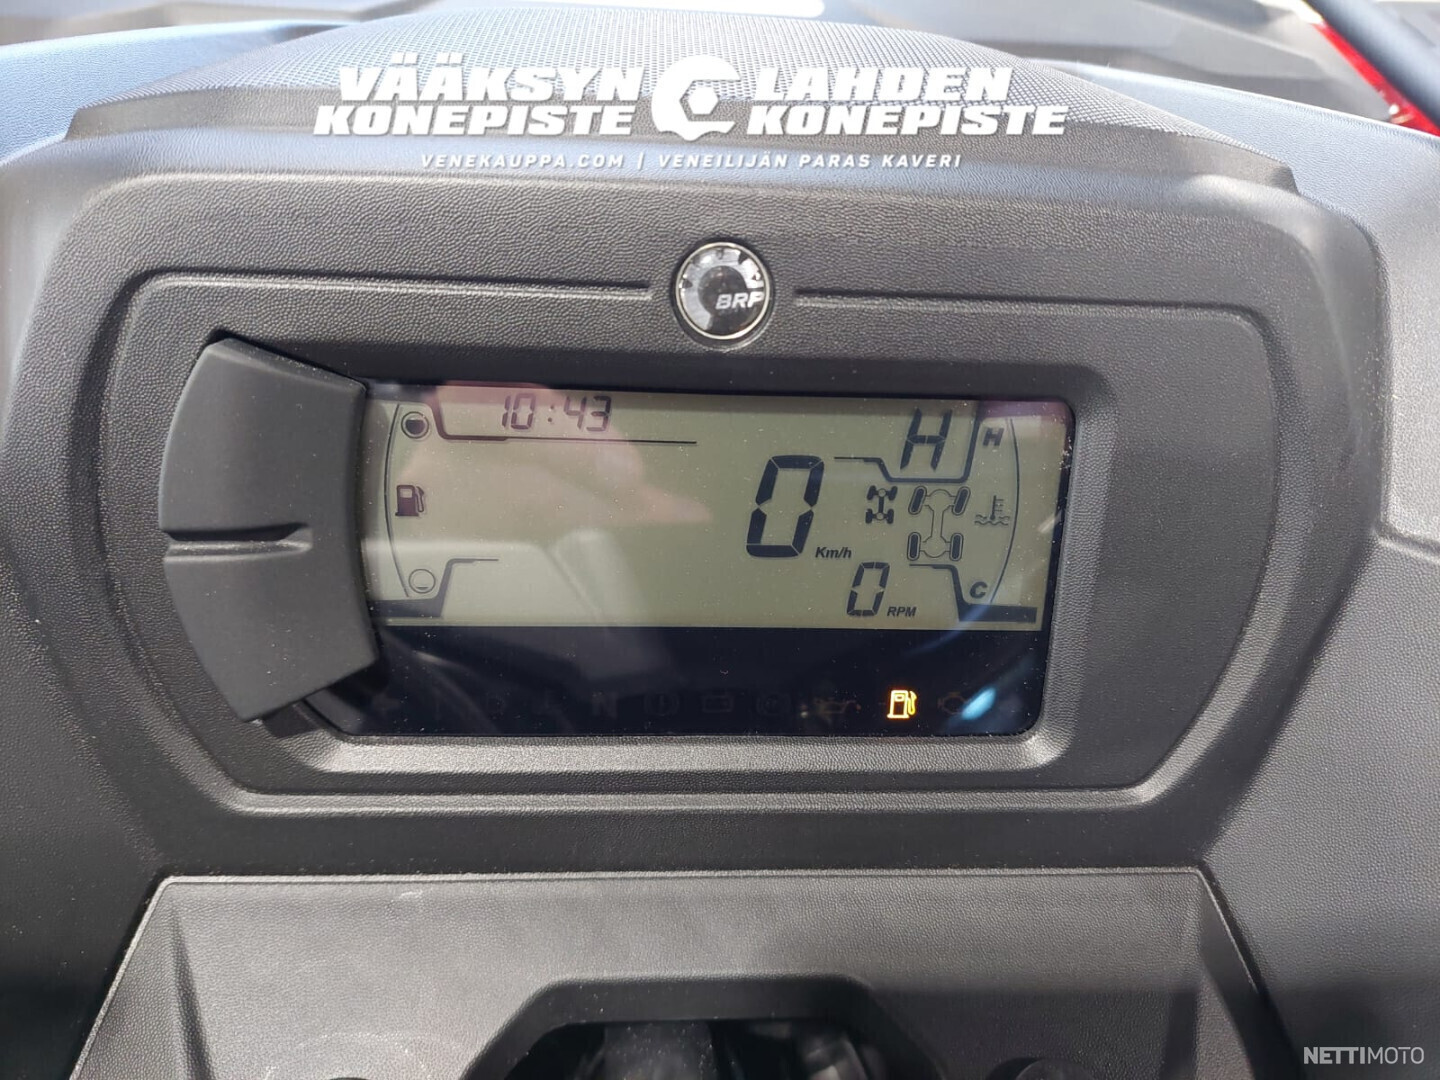 VÄÄKSYN KONEPISTE
LAHDEN KONEPISTE
VENEKAUPPA.COM | VENEILIJÄN PARAS KAVERI
BRP
10:43
H
H
0 Km/h
C
0 RPM
NETTIMOTO